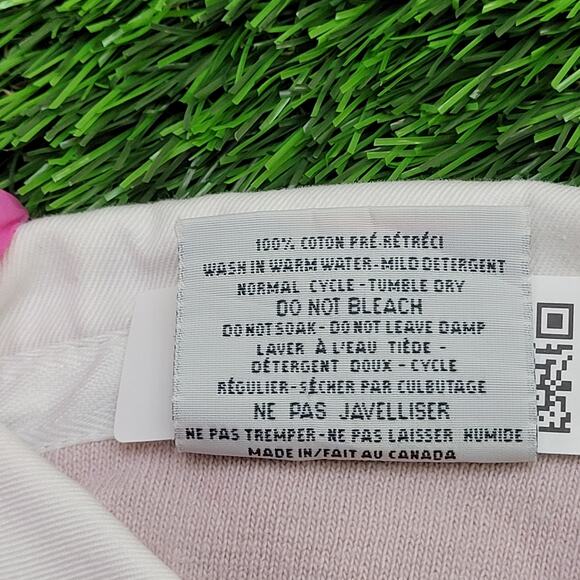 100% COTON PRÉ-RÉTRÉCI
WASH IN WARM WATER-MILD DETERGENT
NORMAL CYCLE-TUMBLE DRY
DO NOT BLEACH
DO NOT SOAK-DO NOT LEAVE DAMP
LAVER À L'EAU TIÈDE-
DÉTERGENT DOUX-CYCLE
RÉGULIER-SÉCHER PAR CULBUTAGE
NE PAS JAVELLISER
NE PAS TREMPER-NE PAS LAISSER HUMIDE
MADE IN/FAIT AU CANADA